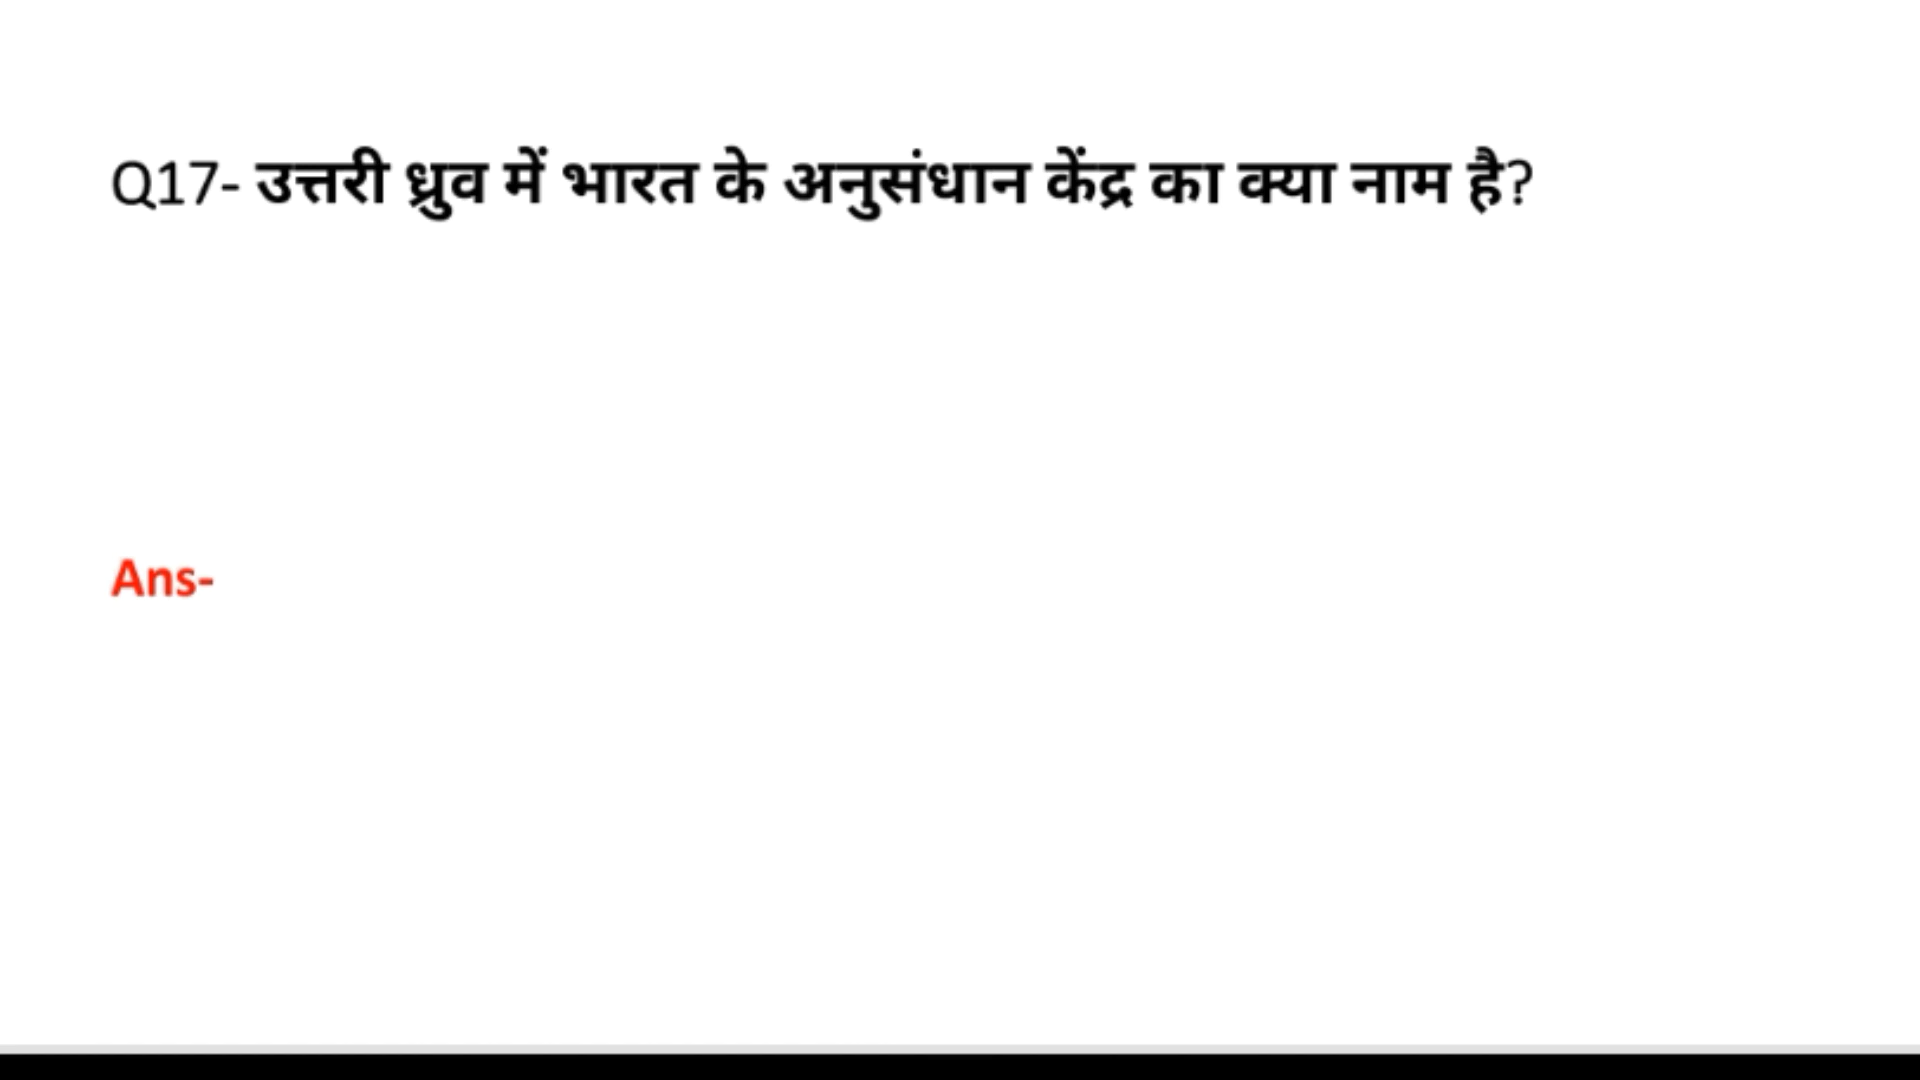 Q17- उत्तरी ध्रुव में भारत के अनुसंधान केंद्र का क्या नाम है?
Ans-